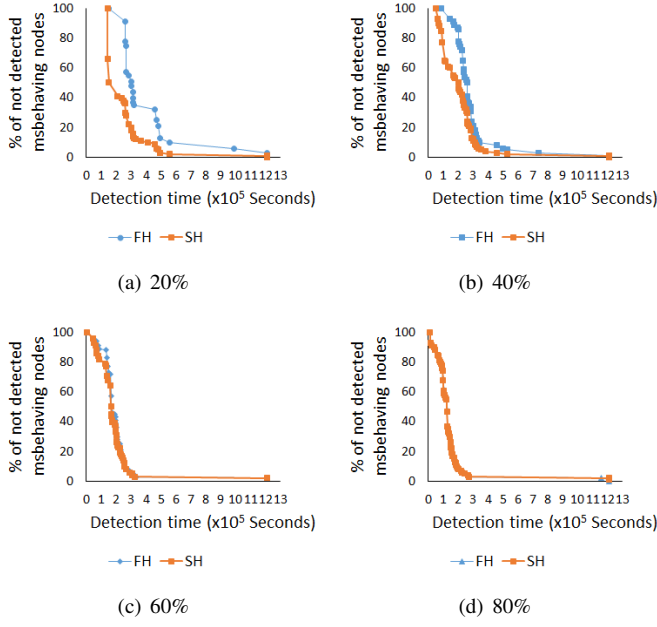 % of not detected
msbehaving nodes
100
80
60
40
20
0
0 1 2 3 4 5 6 7 8 9 10 11 12 13
Detection time (x10⁵ Seconds)
FH SH
(a) 20%
% of not detected
msbehaving nodes
100
80
60
40
20
0
0 1 2 3 4 5 6 7 8 9 10 11 12 13
Detection time (x10⁵ Seconds)
FH SH
(b) 40%
% of not detected
msbehaving nodes
100
80
60
40
20
0
0 1 2 3 4 5 6 7 8 9 10 11 12 13
Detection time (x10⁵ Seconds)
FH SH
(c) 60%
% of not detected
msbehaving nodes
100
80
60
40
20
0
0 1 2 3 4 5 6 7 8 9 10 11 12 13
Detection time (x10⁵ Seconds)
FH SH
(d) 80%